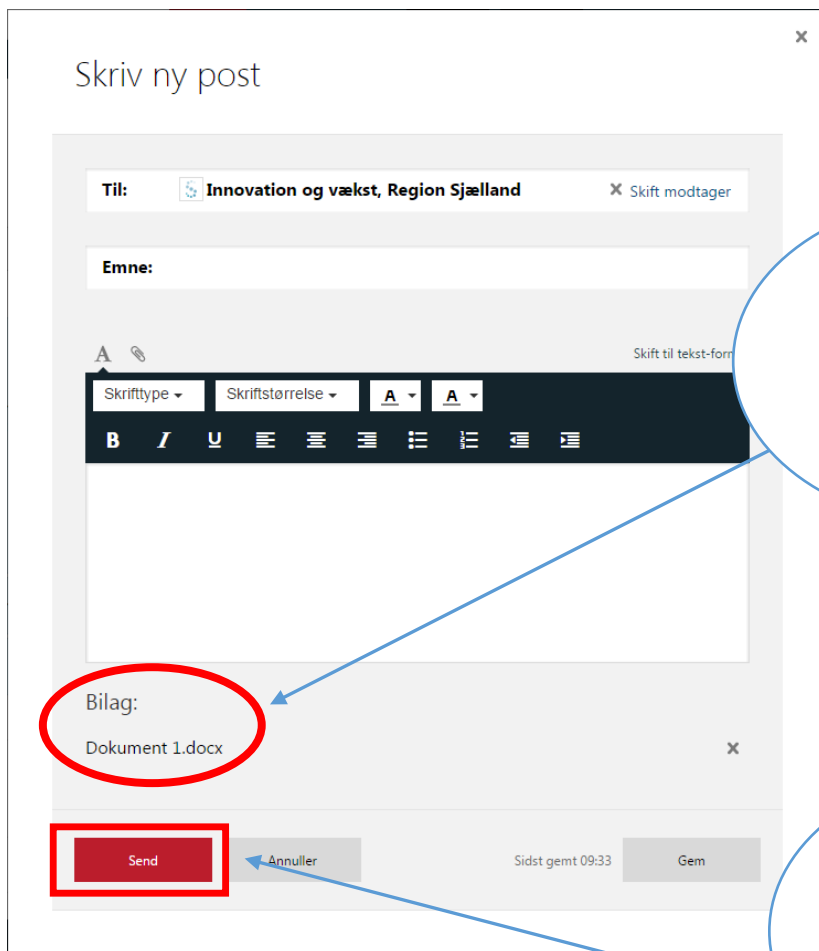 Skriv ny post
Til: Innovation og vækst, Region Sjælland Skift modtager
Emne:
A Skift til tekst-form
Skrifttype Skriftstørrelse A A
B I U
Bilag:
Dokument 1.docx
Send Annuller Sidst gemt 09:33 Gem